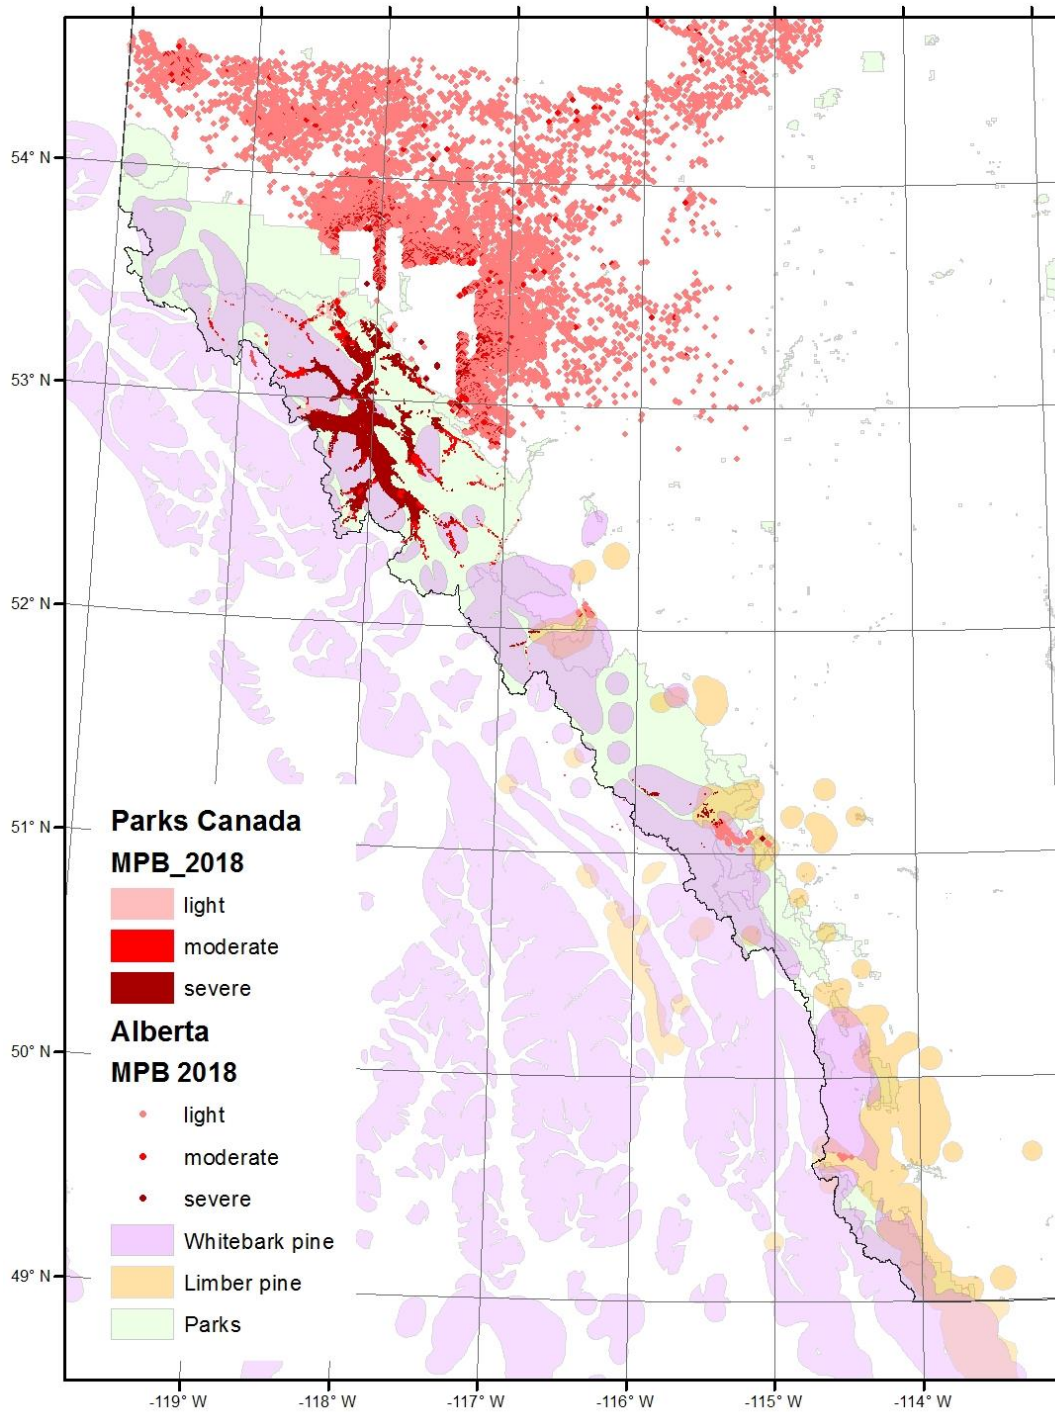 54° N
53° N
52° N
51° N
50° N
49° N
Parks Canada
MPB_2018
light
moderate
severe
Alberta
MPB 2018
light
moderate
severe
Whitebark pine
Limber pine
Parks
-119° W
-118° W
-117° W
-116° W
-115° W
-114° W